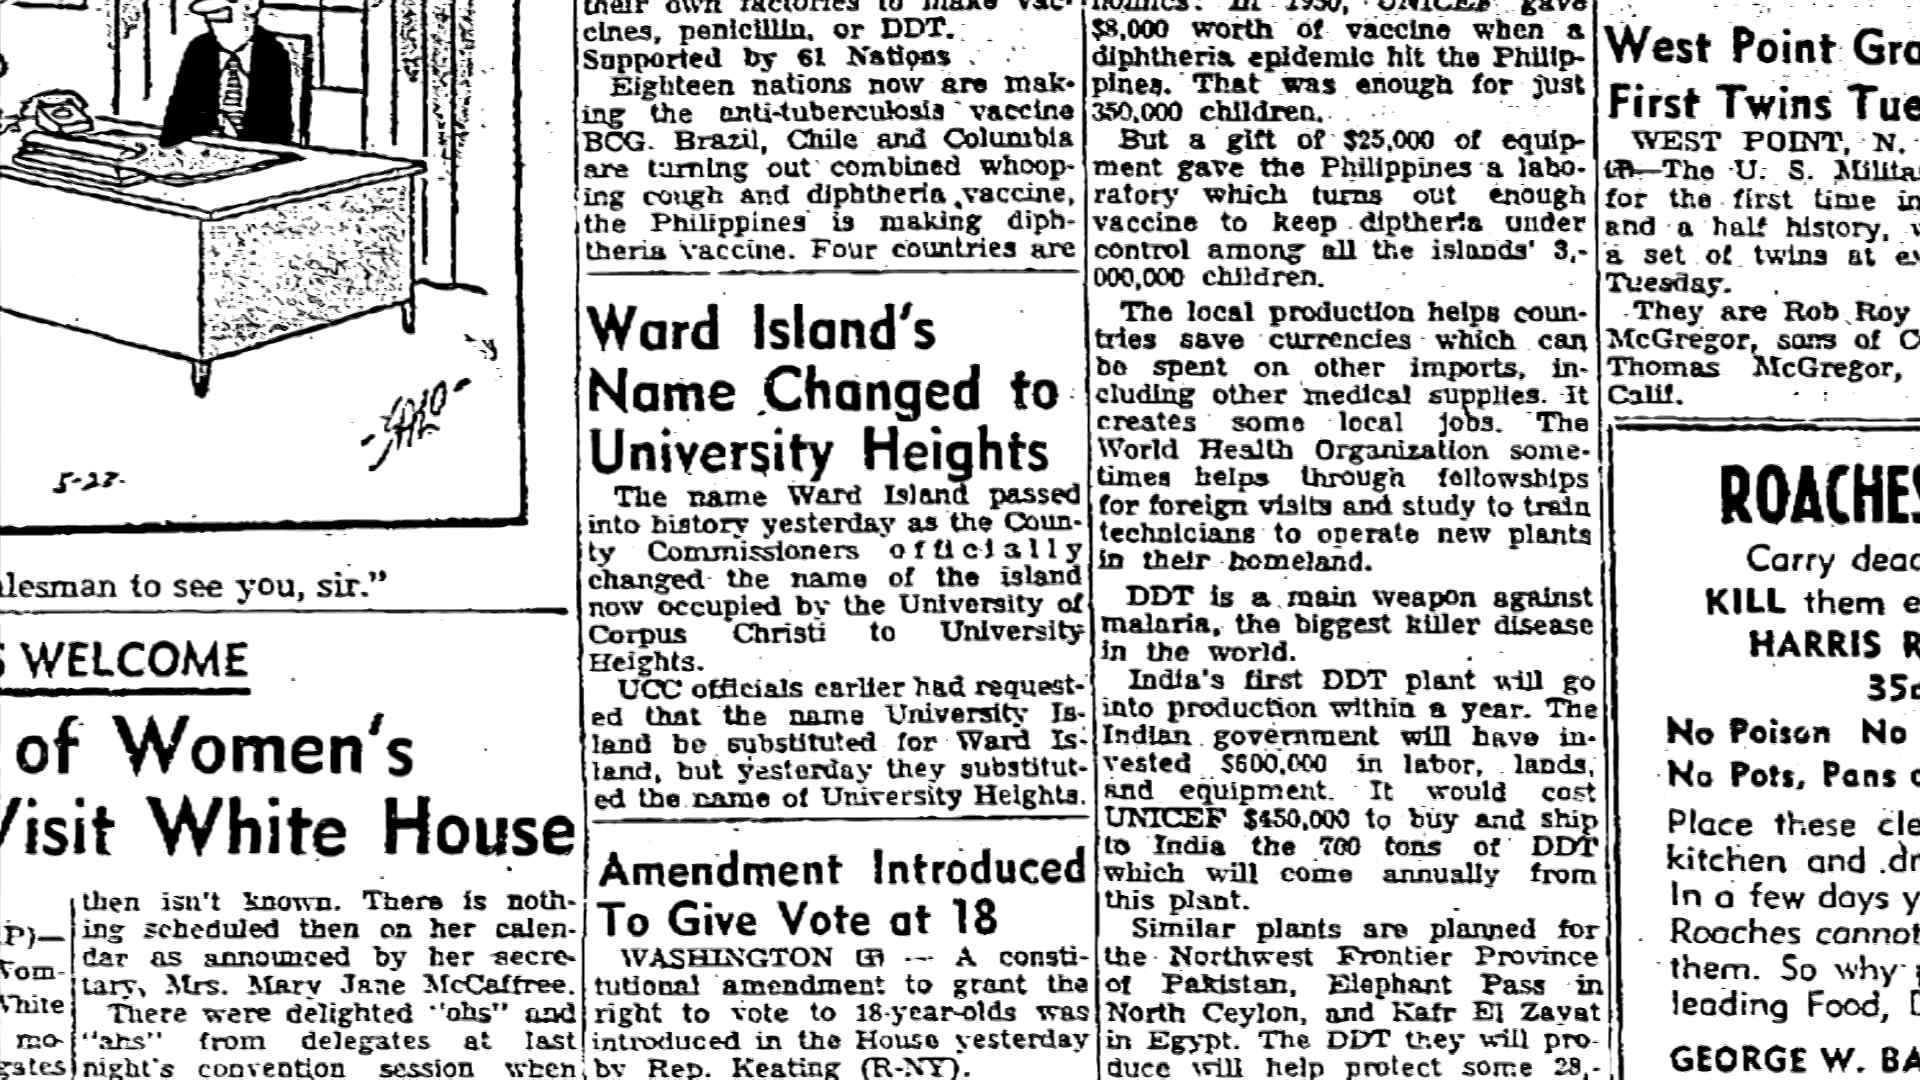 5-23-
lesman to see you, sir."
WELCOME
of Women's
Visit White House
then isn't known. There is noth-
ing scheduled then on her calen-
dar as announced by her secre-
tary, Mrs. Mary Jane McCaffree.
There were delighted "ohs" and
"ahs" from delegates at last
night's convention session when
P)—
Wom-
White
mo-
gates
their own factories to make vac-
cines, penicillin, or DDT.
Supported by 61 Nations
Eighteen nations now are mak-
ing the anti-tuberculosis vaccine
BCG. Brazil, Chile and Columbia
are turning out combined whoop-
ing cough and diphtheria vaccine,
the Philippines is making diph-
theria vaccine. Four countries are
Ward Island's
Name Changed to
University Heights
The name Ward Island passed
into history yesterday as the Coun-
ty Commissioners officially
changed the name of the island
now occupied by the University of
Corpus Christi to University
Heights.
UCC officials earlier had request-
ed that the name University Is-
land be substituted for Ward Is-
land, but yesterday they substitut-
ed the name of University Heights.
Amendment Introduced
To Give Vote at 18
WASHINGTON (AP) — A consti-
tutional amendment to grant the
right to vote to 18-year-olds was
introduced in the House yesterday
by Rep. Keating (R-NY).
In 1950, UNICEF gave
$8,000 worth of vaccine when a
diphtheria epidemic hit the Philip-
pines. That was enough for just
350,000 children.
But a gift of $25,000 of equip-
ment gave the Philippines a labo-
ratory which turns out enough
vaccine to keep diptheria under
control among all the islands' 3,-
000,000 children.
The local production helps coun-
tries save currencies which can
be spent on other imports, in-
cluding other medical supplies. It
creates some local jobs. The
World Health Organization some-
times helps through fellowships
for foreign visits and study to train
technicians to operate new plants
in their homeland.
DDT is a main weapon against
malaria, the biggest killer disease
in the world.
India's first DDT plant will go
into production within a year. The
Indian government will have in-
vested $600,000 in labor, lands,
and equipment. It would cost
UNICEF $450,000 to buy and ship
to India the 700 tons of DDT
which will come annually from
this plant.
Similar plants are planned for
the Northwest Frontier Province
of Pakistan, Elephant Pass in
North Ceylon, and Kafr El Zayat
in Egypt. The DDT they will pro-
duce will help protect some 28,-
West Point Gra
First Twins Tue
WEST POINT, N.
(AP)—The U. S. Milita
for the first time in
and a half history,
a set of twins at
Tuesday.
They are Rob Roy
McGregor, sons of C
Thomas McGregor,
Calif.
ROACHES
Carry dead
KILL them
HARRIS R
35¢
No Poison No
No Pots, Pans
Place these cle
kitchen and dr
In a few days y
Roaches cannot
them. So why
leading Food, D
GEORGE W. BA